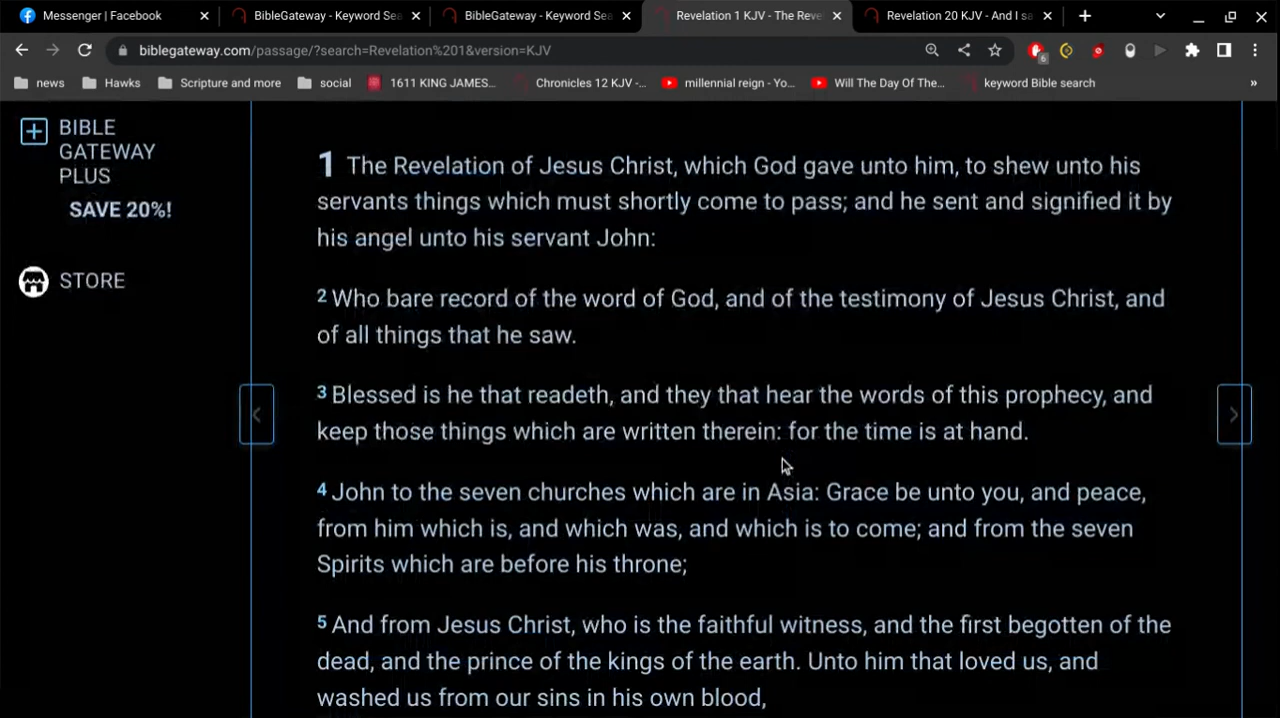 Messenger | Facebook
BibleGateway - Keyword Sea
BibleGateway - Keyword Sea
Revelation 1 KJV - The Reve
Revelation 20 KJV - And I sa
biblegateway.com/passage/?search=Revelation%201&version=KJV
6
news
Hawks
Scripture and more
social
1611 KING JAMES...
Chronicles 12 KJV -...
millennial reign - Yo...
Will The Day Of The...
keyword Bible search
»
BIBLE
GATEWAY
PLUS
SAVE 20%!
STORE
1 The Revelation of Jesus Christ, which God gave unto him, to shew unto his
servants things which must shortly come to pass; and he sent and signified it by
his angel unto his servant John:
2 Who bare record of the word of God, and of the testimony of Jesus Christ, and
of all things that he saw.
3 Blessed is he that readeth, and they that hear the words of this prophecy, and
keep those things which are written therein: for the time is at hand.
4 John to the seven churches which are in Asia: Grace be unto you, and peace,
from him which is, and which was, and which is to come; and from the seven
Spirits which are before his throne;
5 And from Jesus Christ, who is the faithful witness, and the first begotten of the
dead, and the prince of the kings of the earth. Unto him that loved us, and
washed us from our sins in his own blood,